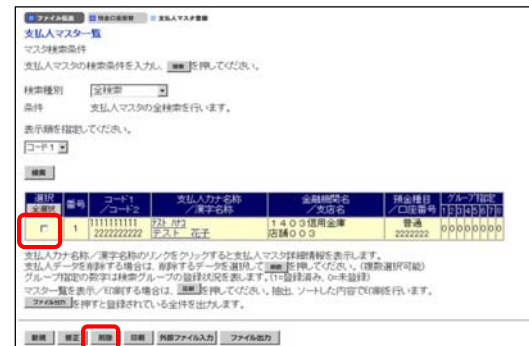 ファイル伝送 預金口座振替 支払人マスタ登録
支払人マスター覧
マスタ検索条件
支払人マスタの検索条件を入力し、 検索 を押してください。
検索種別 全検索
条件 支払人マスタの全検索を行います。
表示順を指定してください。
コード1
検索
選択 全選択 番号 コード1 /コード2 支払人カナ名称 /漢字名称 金融機関名 /支店名 預金種目 /口座番号 グループ指定 1 2 3 4 5 6 7 8
1 1111111111 ﾃｽﾄ ﾊﾅｺ 1403信用金庫 普通 0 0 0 0 0 0 0 0
2222222222 テスト 花子 店舗003 2222222
支払人カナ名称/漢字名称のリンクをクリックすると支払人マスタ詳細情報を表示します。
支払人データを削除する場合は、削除するデータを選択して 削除 を押してください。(複数選択可能)
グループ指定の数字は検索グループの登録状況を表します。(1=登録済み、0=未登録)
マスター覧を表示/印刷する場合は、 印刷 を押してください。抽出、ソートした内容で印刷を行います。
ファイル出力 を押すと登録されている全件を出力します。
新規 修正 削除 印刷 外部ファイル入力 ファイル出力